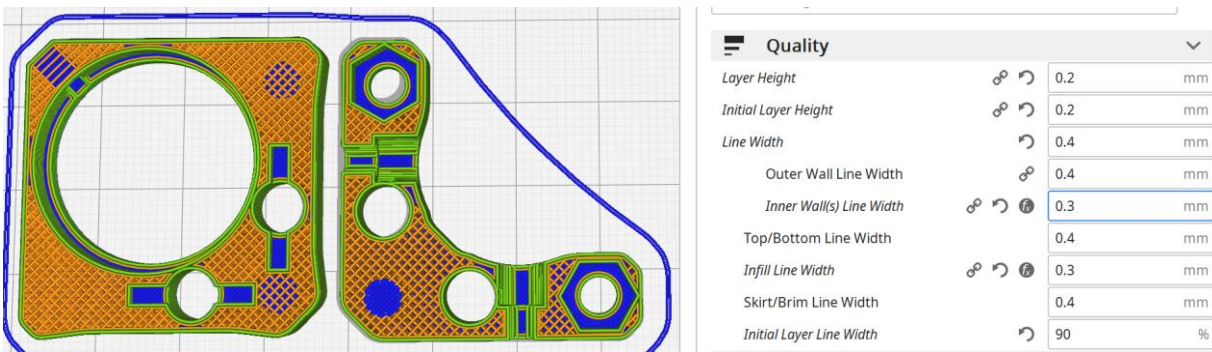 Quality
Layer Height 0.2 mm
Initial Layer Height 0.2 mm
Line Width 0.4 mm
Outer Wall Line Width 0.4 mm
Inner Wall(s) Line Width 0.3 mm
Top/Bottom Line Width 0.4 mm
Infill Line Width 0.3 mm
Skirt/Brim Line Width 0.4 mm
Initial Layer Line Width 90 %